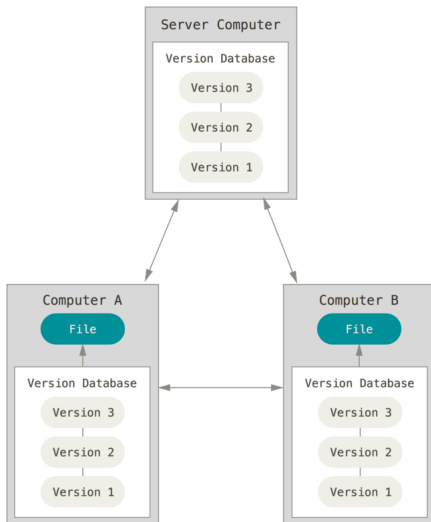 Server Computer
Version Database
Version 3
Version 2
Version 1
Computer A
File
Version Database
Version 3
Version 2
Version 1
Computer B
File
Version Database
Version 3
Version 2
Version 1